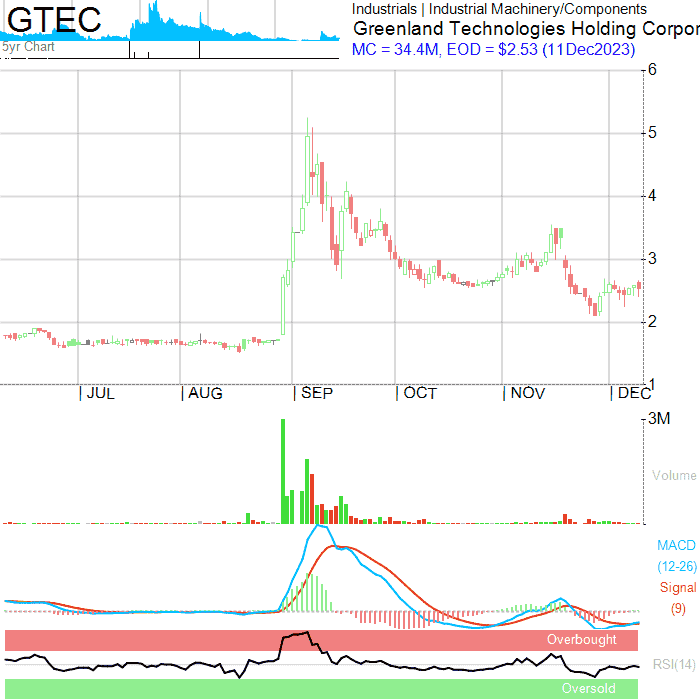 GTEC
5yr Chart
Industrials | Industrial Machinery/Components
Greenland Technologies Holding Corpor
MC = 34.4M, EOD = $2.53 (11Dec2023)
6
5
4
3
2
1
| JUL | AUG | SEP | OCT | NOV | DEC
3M
Volume
MACD
(12-26)
Signal
(9)
Overbought
RSI(14)
Oversold